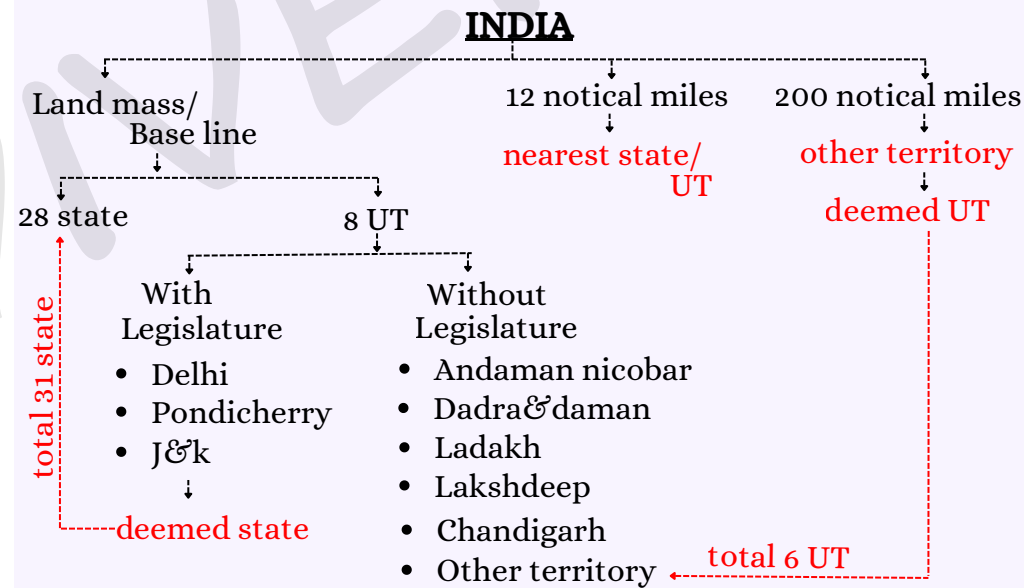 INDIA
Land mass/
Base line
12 notical miles
200 notical miles
nearest state/
UT
other territory
deemed UT
28 state
8 UT
With
Legislature
• Delhi
• Pondicherry
• J&k
deemed state
total 31 state
Without
Legislature
• Andaman nicobar
• Dadra&daman
• Ladakh
• Lakshdeep
• Chandigarh
• Other territory
total 6 UT